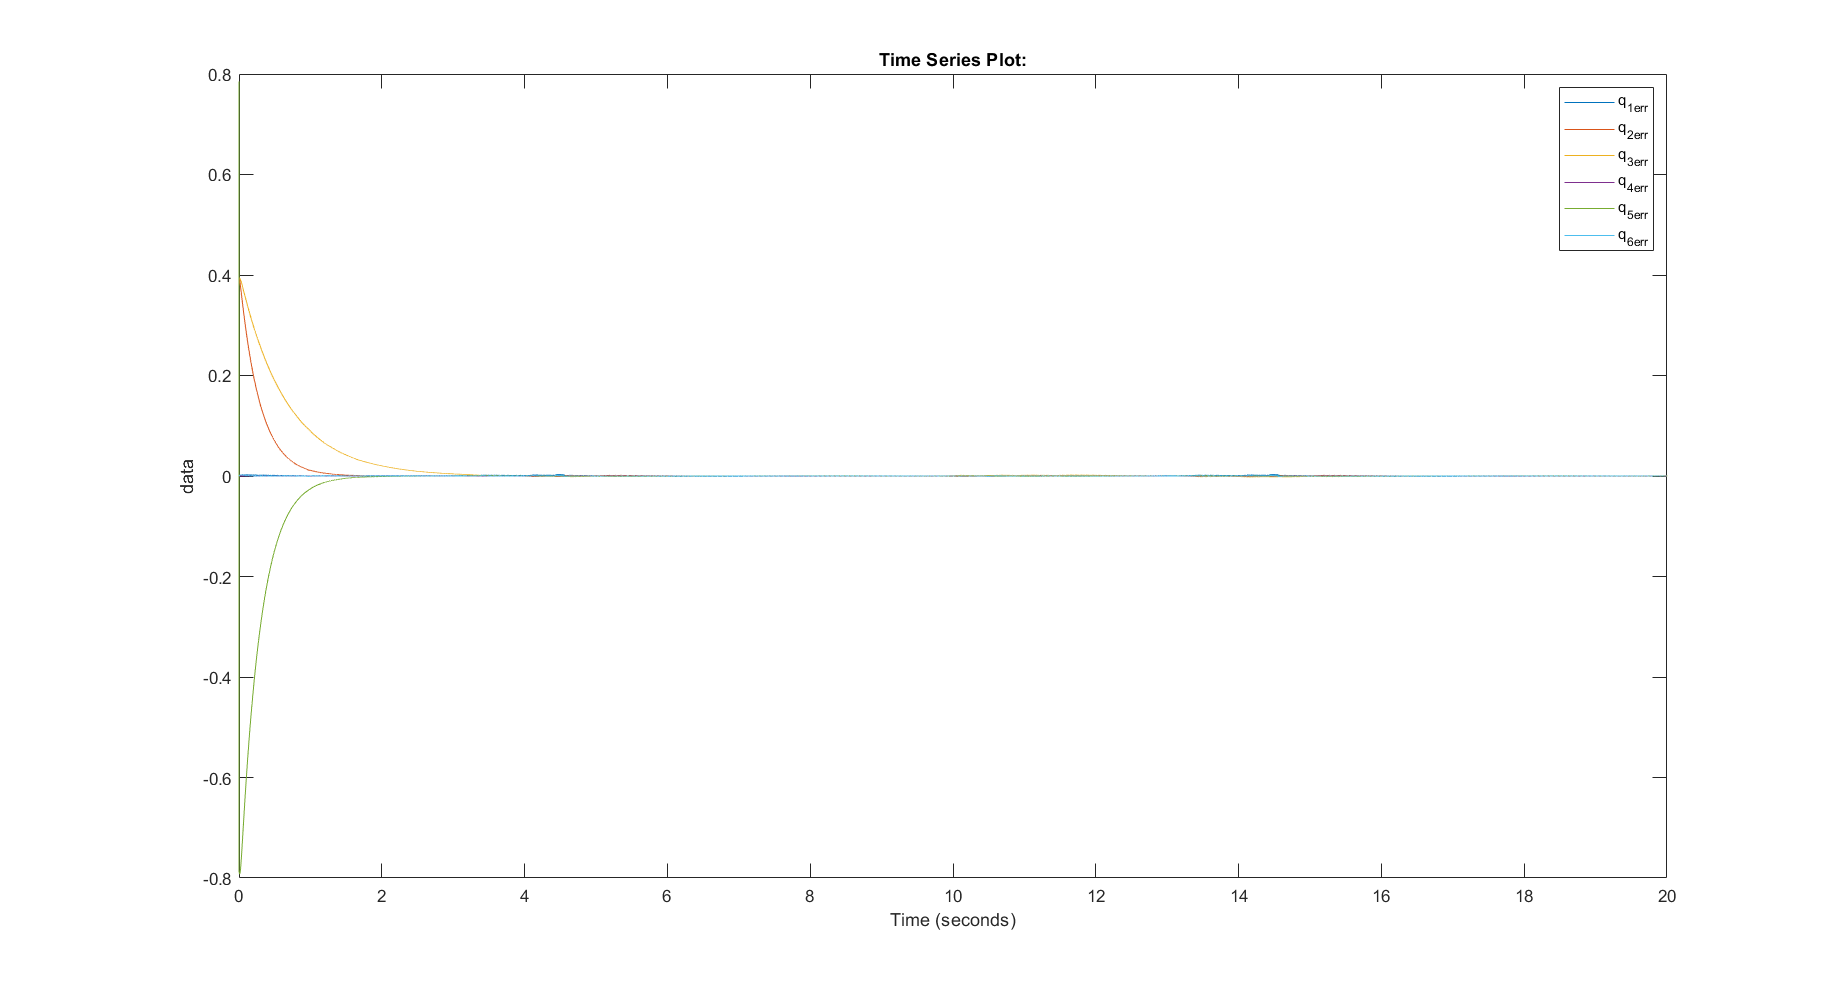 Time Series Plot:
0.8
0.6
0.4
0.2
0
-0.2
-0.4
-0.6
-0.8
data
0 2 4 6 8 10 12 14 16 18 20
Time (seconds)
q1err
q2err
q3err
q4err
q5err
q6err